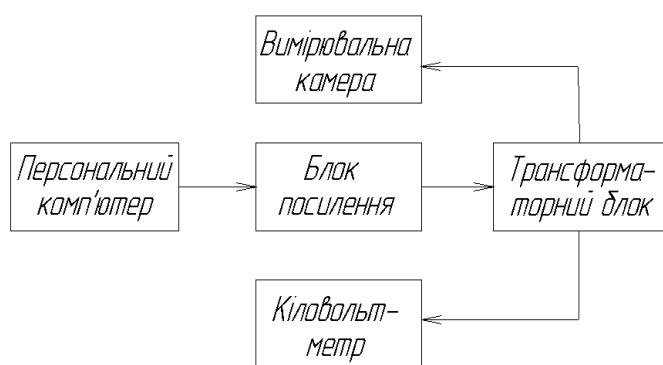 Вимірювальна
камера
Персональний
комп'ютер
Блок
посилення
Трансформа-
торний блок
Кіловольт-
метр